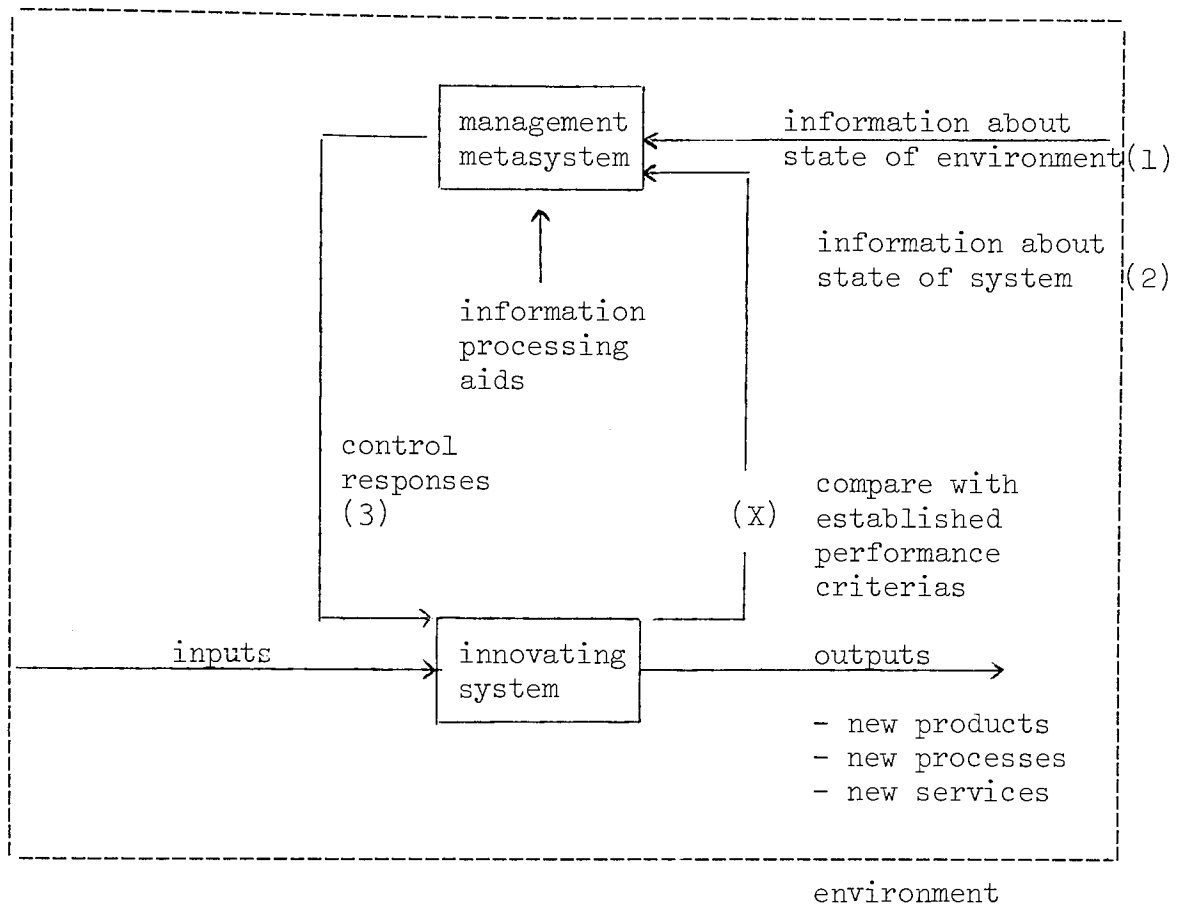 management
metasystem
information about
state of environment(1)
information about
state of system (2)
information
processing
aids
control
responses
(3)
(X)
compare with
established
performance
criterias
inputs
innovating
system
outputs
- new products
- new processes
- new services
environment